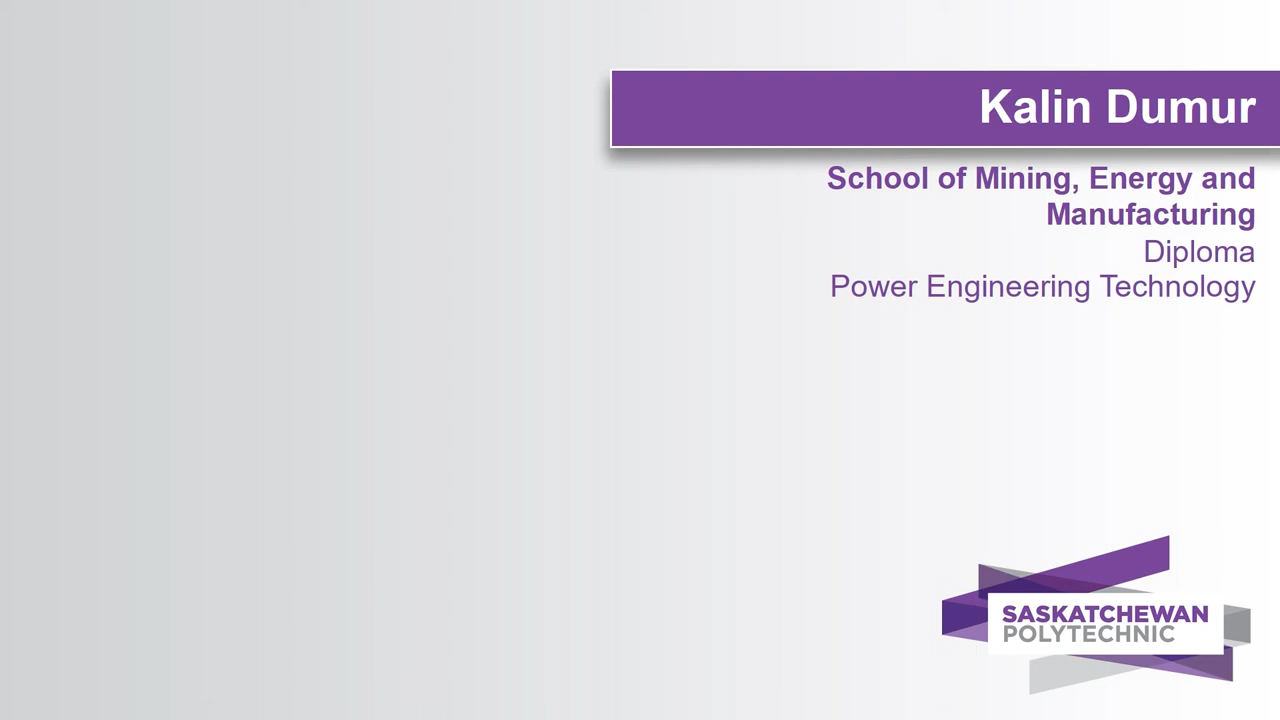 Kalin Dumur
School of Mining, Energy and
Manufacturing
Diploma
Power Engineering Technology
SASKATCHEWAN
POLYTECHNIC